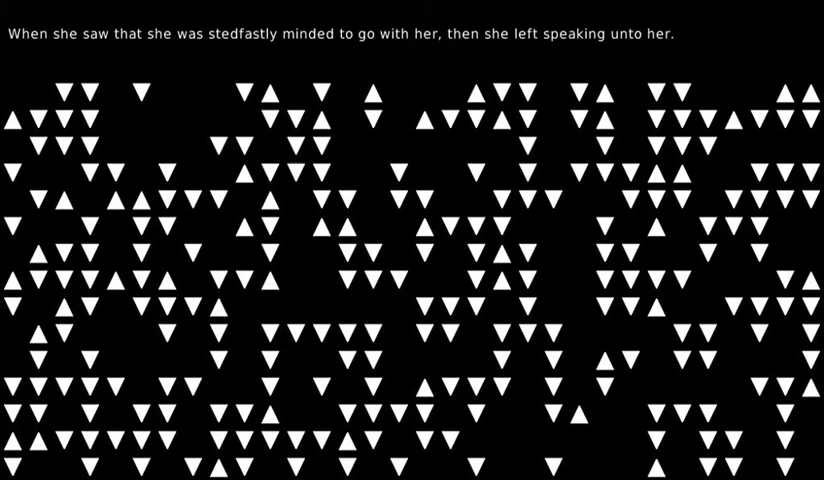 When she saw that she was stedfastly minded to go with her, then she left speaking unto her.